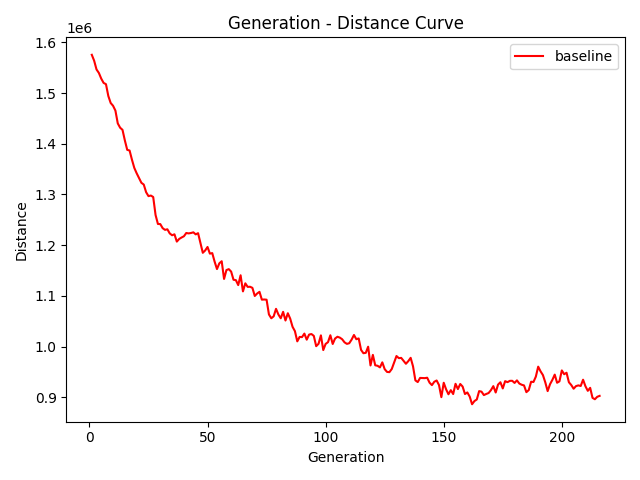 Generation - Distance Curve
1e6
baseline
1.6
1.5
1.4
1.3
1.2
1.1
1.0
0.9
Distance
0 50 100 150 200
Generation